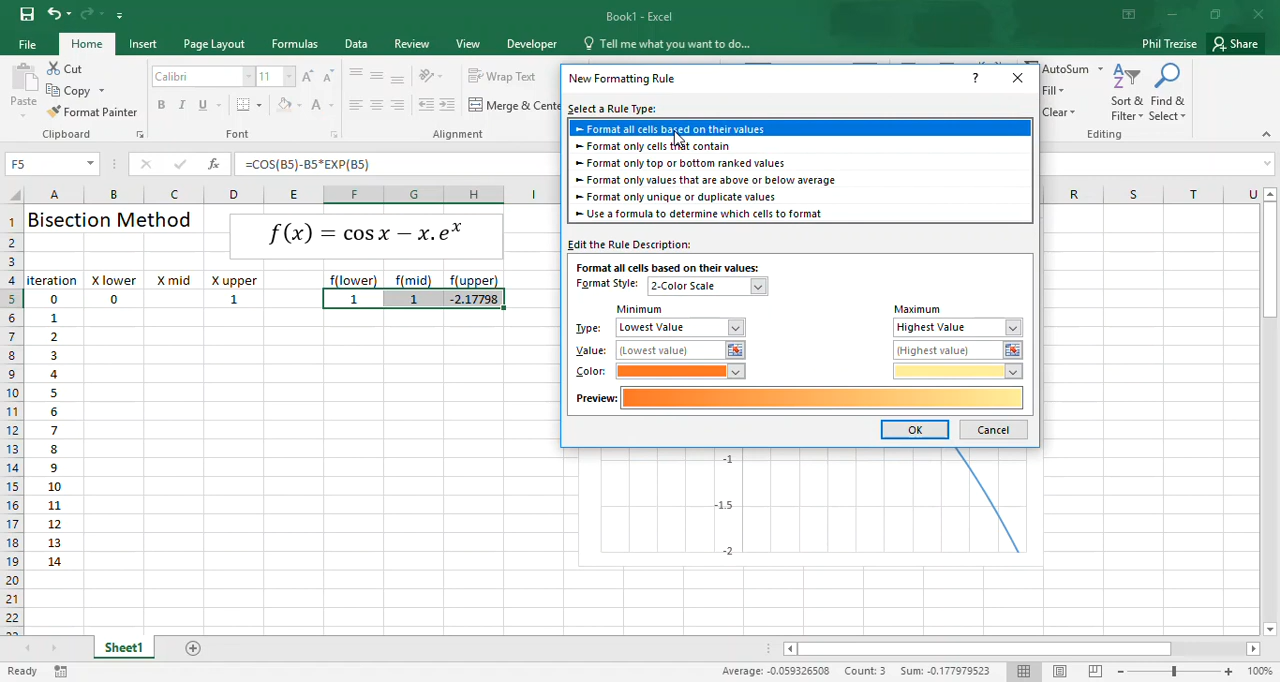 Book1 - Excel
File Home Insert Page Layout Formulas Data Review View Developer Tell me what you want to do... Phil Trezise Share
Cut
Copy
Format Painter
Paste
Clipboard
Calibri 11
B I U A
Font
Wrap Text
Merge & Cente
Alignment
AutoSum
Fill
Clear
Sort & Filter
Find & Select
Editing
F5 fx =COS(B5)-B5*EXP(B5)
New Formatting Rule ?
Select a Rule Type:
► Format all cells based on their values
► Format only cells that contain
► Format only top or bottom ranked values
► Format only values that are above or below average
► Format only unique or duplicate values
► Use a formula to determine which cells to format
Edit the Rule Description:
Format all cells based on their values:
Format Style: 2-Color Scale
Minimum Maximum
Type: Lowest Value Highest Value
Value: (Lowest value) (Highest value)
Color:
Preview:
OK Cancel
A B C D E F G H I R S T U
1 Bisection Method f(x) = cos x − x.e^x
2
3
4 iteration X lower X mid X upper f(lower) f(mid) f(upper)
5 0 0 1 1 1 -2.17798
6 1
7 2
8 3
9 4
10 5
11 6
12 7
13 8
14 9
15 10
16 11
17 12
18 13
19 14
20
21
22
-1
-1.5
-2
Sheet1
Ready Average: -0.059326508 Count: 3 Sum: -0.177979523 100%